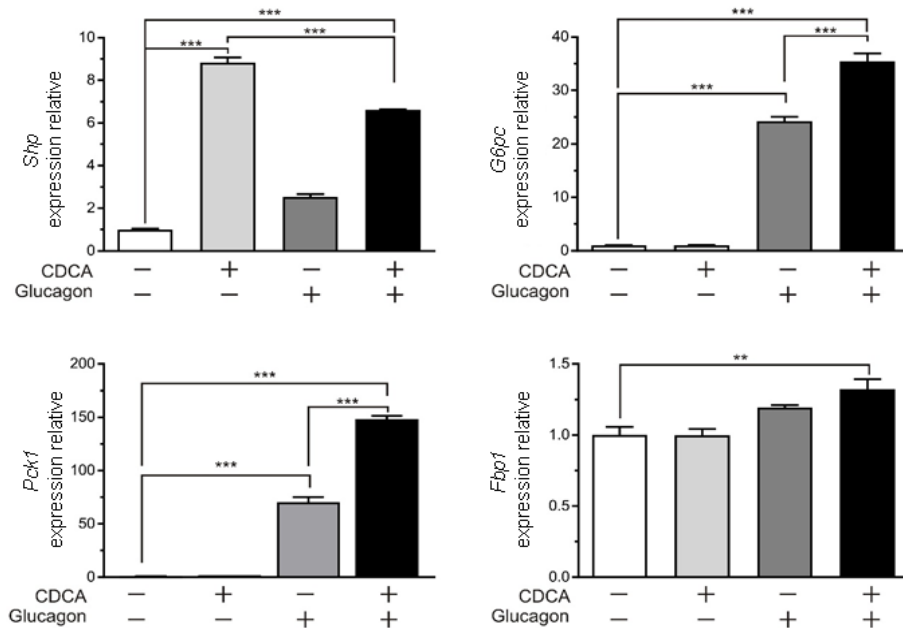 ***
***
***
10
8
6
4
2
0
Shp
expression relative
CDCA − + − +
Glucagon − − + +
***
***
***
40
30
20
10
0
G6pc
expression relative
CDCA − + − +
Glucagon − − + +
***
***
***
200
150
100
50
0
Pck1
expression relative
CDCA − + − +
Glucagon − − + +
**
1.5
1.0
0.5
0.0
Fbp1
expression relative
CDCA − + − +
Glucagon − − + +